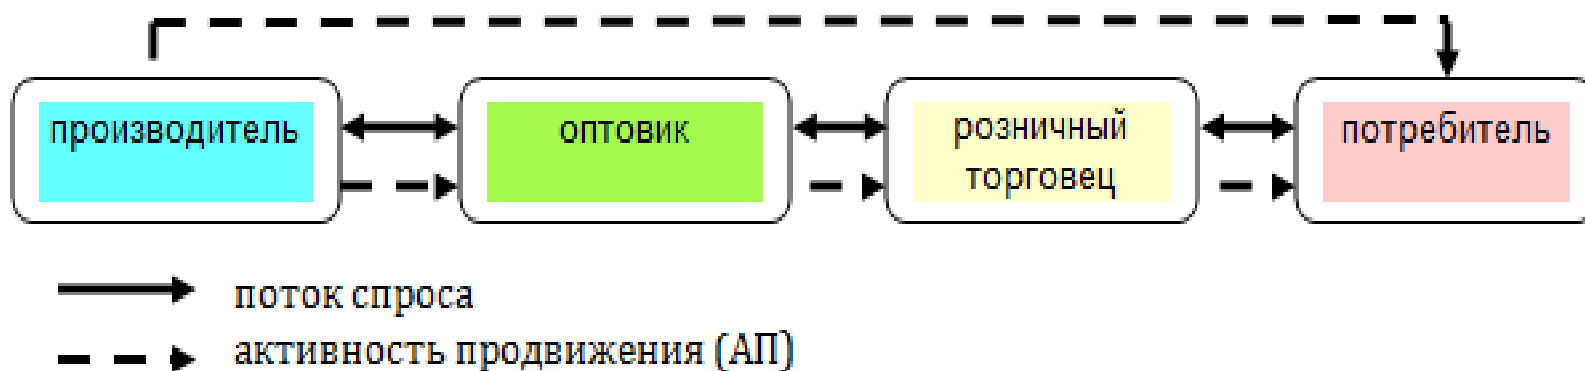 производитель
оптовик
розничный
торговец
потребитель
поток спроса
активность продвижения (АП)